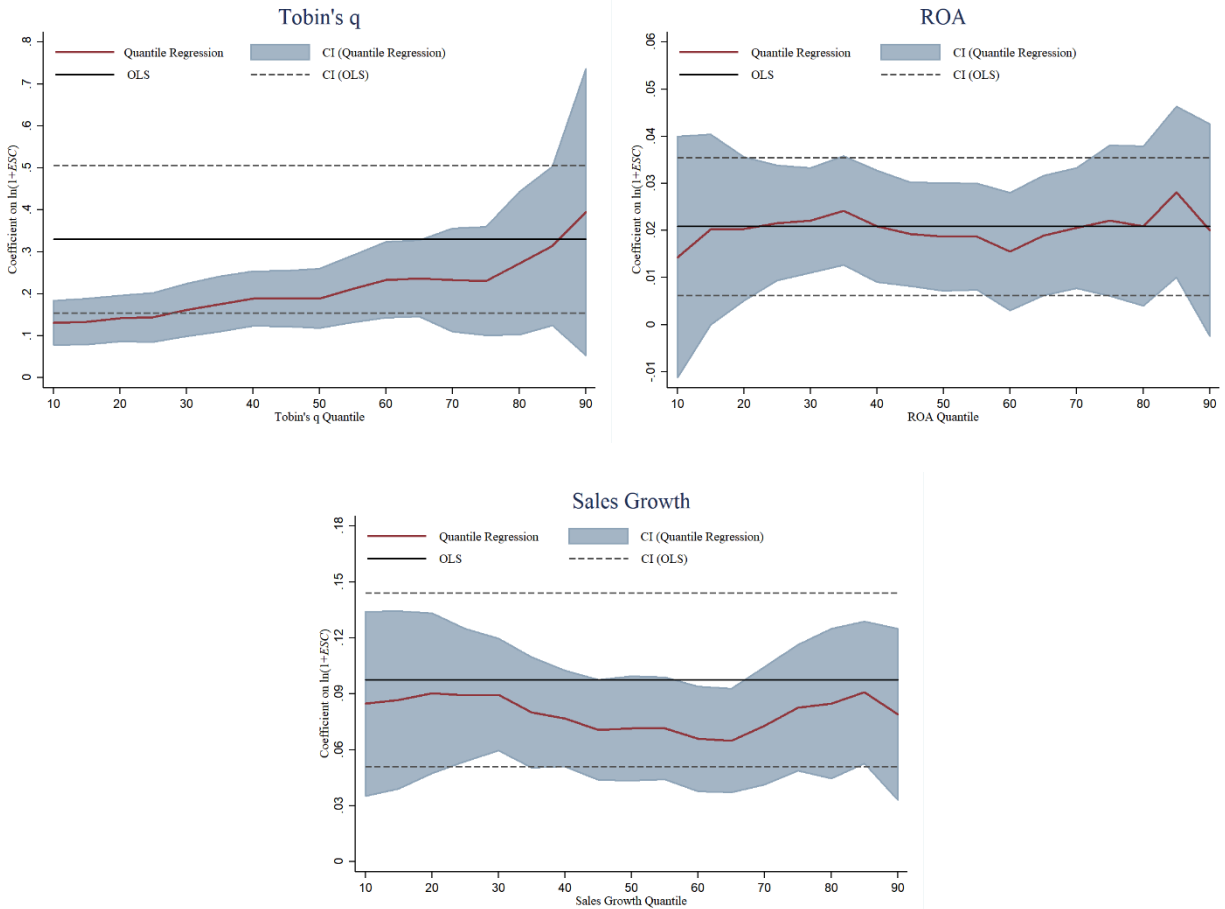 Tobin's q
Quantile Regression
CI (Quantile Regression)
OLS
CI (OLS)
Coefficient on ln(1+ESC)
.8
.7
.6
.5
.4
.3
.2
.1
0
10 20 30 40 50 60 70 80 90
Tobin's q Quantile
ROA
Quantile Regression
CI (Quantile Regression)
OLS
CI (OLS)
Coefficient on ln(1+ESC)
.06
.05
.04
.03
.02
.01
0
-.01
10 20 30 40 50 60 70 80 90
ROA Quantile
Sales Growth
Quantile Regression
CI (Quantile Regression)
OLS
CI (OLS)
Coefficient on ln(1+ESC)
.18
.15
.12
.09
.06
.03
0
10 20 30 40 50 60 70 80 90
Sales Growth Quantile